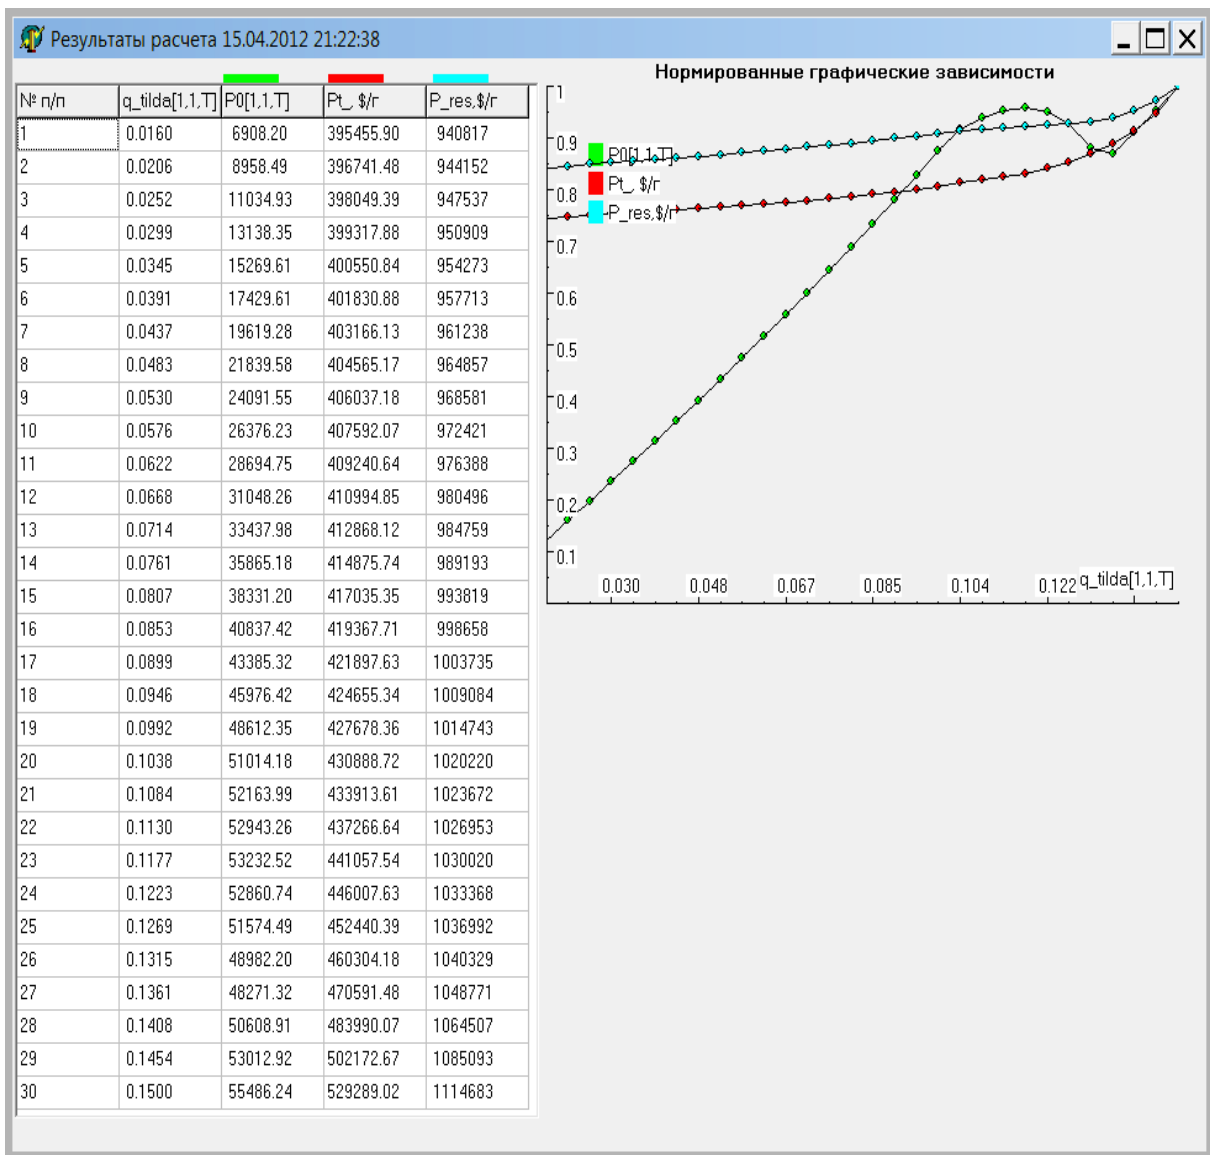 Результаты расчета 15.04.2012 21:22:38
№ п/п q_tilda[1,1,T] P0[1,1,T] Pt_, $/г P_res,$/г
1 0.0160 6908.20 395455.90 940817
2 0.0206 8958.49 396741.48 944152
3 0.0252 11034.93 398049.39 947537
4 0.0299 13138.35 399317.88 950909
5 0.0345 15269.61 400550.84 954273
6 0.0391 17429.61 401830.88 957713
7 0.0437 19619.28 403166.13 961238
8 0.0483 21839.58 404565.17 964857
9 0.0530 24091.55 406037.18 968581
10 0.0576 26376.23 407592.07 972421
11 0.0622 28694.75 409240.64 976388
12 0.0668 31048.26 410994.85 980496
13 0.0714 33437.98 412868.12 984759
14 0.0761 35865.18 414875.74 989193
15 0.0807 38331.20 417035.35 993819
16 0.0853 40837.42 419367.71 998658
17 0.0899 43385.32 421897.63 1003735
18 0.0946 45976.42 424655.34 1009084
19 0.0992 48612.35 427678.36 1014743
20 0.1038 51014.18 430888.72 1020220
21 0.1084 52163.99 433913.61 1023672
22 0.1130 52943.26 437266.64 1026953
23 0.1177 53232.52 441057.54 1030020
24 0.1223 52860.74 446007.63 1033368
25 0.1269 51574.49 452440.39 1036992
26 0.1315 48982.20 460304.18 1040329
27 0.1361 48271.32 470591.48 1048771
28 0.1408 50608.91 483990.07 1064507
29 0.1454 53012.92 502172.67 1085093
30 0.1500 55486.24 529289.02 1114683
Нормированные графические зависимости
1
0.9
P0[1,1,T]
Pt_, $/г
0.8
P_res,$/г
0.7
0.6
0.5
0.4
0.3
0.2
0.1
0.030 0.048 0.067 0.085 0.104 0.122 q_tilda[1,1,T]